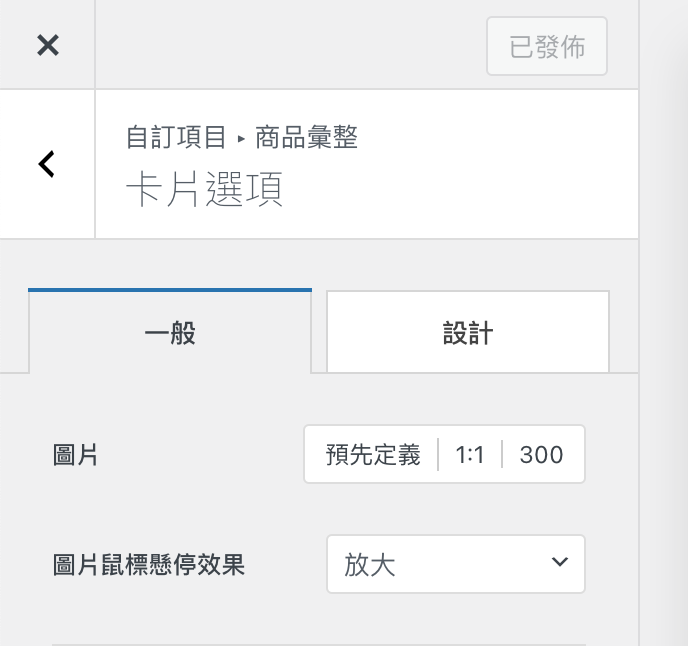 已發佈
自訂項目 ▸ 商品彙整
卡片選項
一般
設計
圖片
預先定義 | 1:1 | 300
圖片鼠標懸停效果
放大